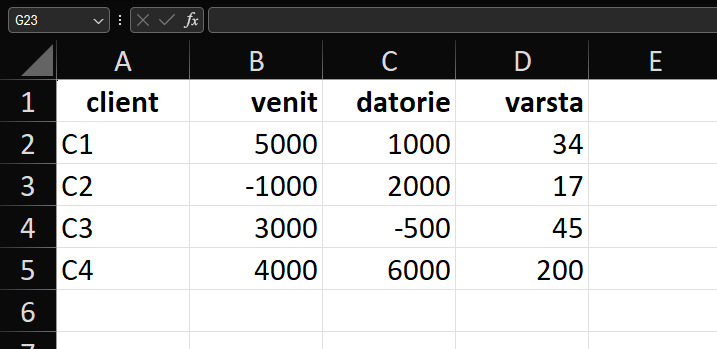 G23 fx
A B C D E
1 client venit datorie varsta
2 C1 5000 1000 34
3 C2 -1000 2000 17
4 C3 3000 -500 45
5 C4 4000 6000 200
6